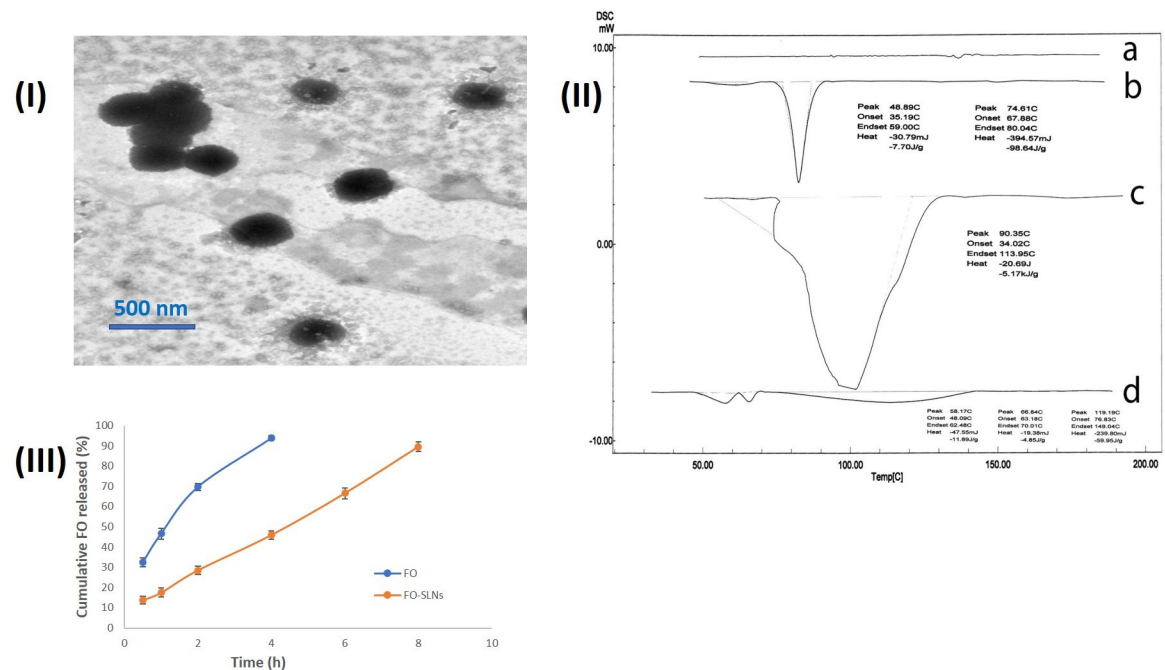 (I)
500 nm
(II)
DSC
mW
10.00
0.00
-10.00
a
b
Peak 48.89C
Onset 35.19C
Endset 59.00C
Heat -30.79mJ
-7.70J/g
Peak 74.61C
Onset 67.88C
Endset 80.04C
Heat -394.57mJ
-98.64J/g
c
Peak 90.35C
Onset 34.02C
Endset 113.95C
Heat -20.69J
-5.17kJ/g
d
Peak 58.17C
Onset 48.09C
Endset 62.48C
Heat -47.55mJ
-11.89J/g
Peak 66.84C
Onset 63.18C
Endset 70.01C
Heat -19.38mJ
-4.85J/g
Peak 119.19C
Onset 76.83C
Endset 149.04C
Heat -239.80mJ
-59.95J/g
50.00 100.00 150.00 200.00
Temp[C]
(III)
Cumulative FO released (%)
100
90
80
70
60
50
40
30
20
10
0
0 2 4 6 8 10
Time (h)
FO
FO-SLNs